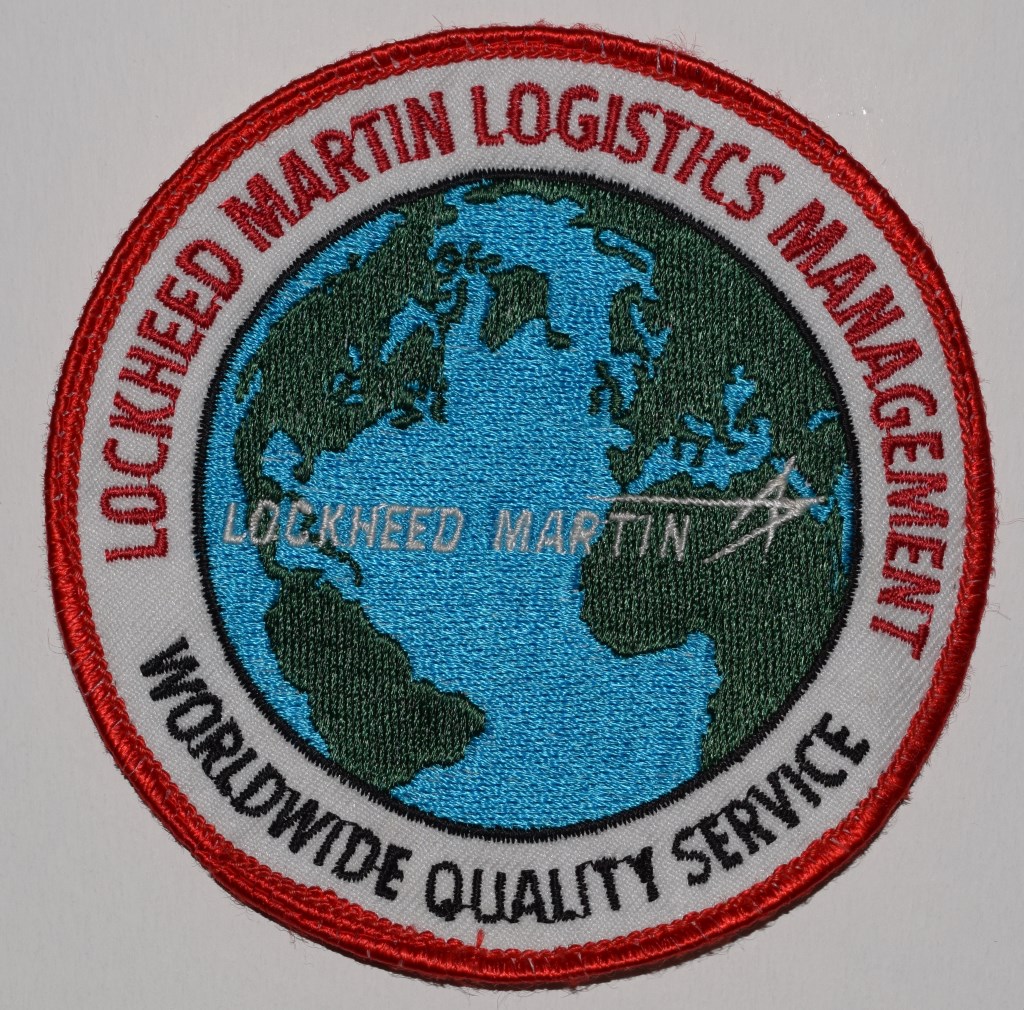 LOCKHEED MARTIN LOGISTICS MANAGEMENT
LOCKHEED MARTIN
WORLDWIDE QUALITY SERVICE